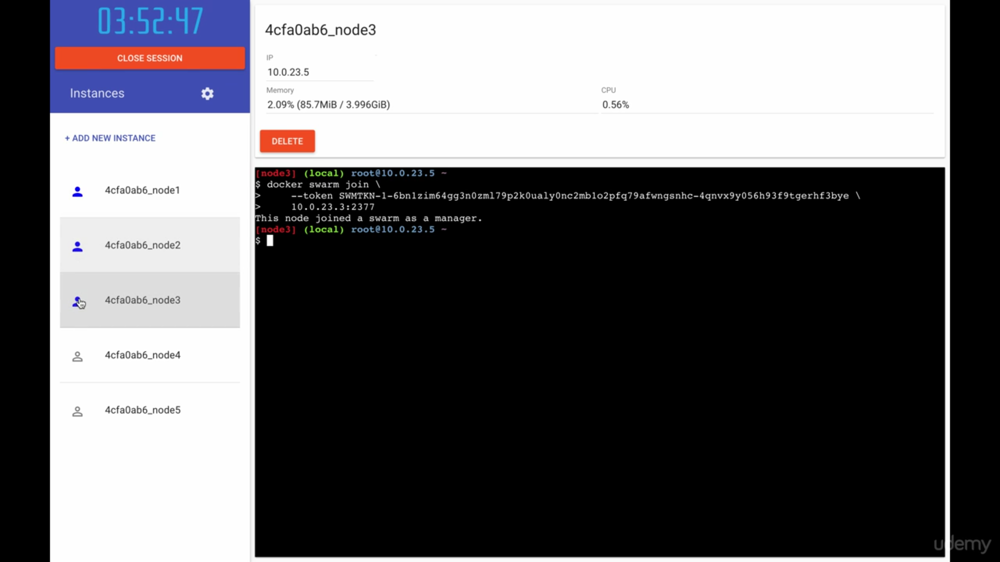 03:52:47
CLOSE SESSION
Instances
+ ADD NEW INSTANCE
4cfa0ab6_node1
4cfa0ab6_node2
4cfa0ab6_node3
4cfa0ab6_node4
4cfa0ab6_node5
4cfa0ab6_node3
IP
10.0.23.5
Memory
2.09% (85.7MiB / 3.996GiB)
CPU
0.56%
DELETE
[node3] (local) root@10.0.23.5 ~
$ docker swarm join \
>     --token SWMTKN-1-6bn1zim64gg3n0zml79p2k0ualy0nc2mb1o2pfq79afwngsnhc-4qnvx9y056h93f9tgerhf3bye \
>     10.0.23.3:2377
This node joined a swarm as a manager.
[node3] (local) root@10.0.23.5 ~
$
udemy